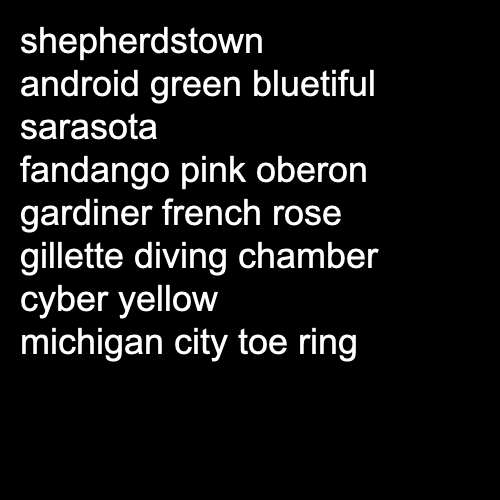 shepherdstown
android green bluetiful
sarasota
fandango pink oberon
gardiner french rose
gillette diving chamber
cyber yellow
michigan city toe ring